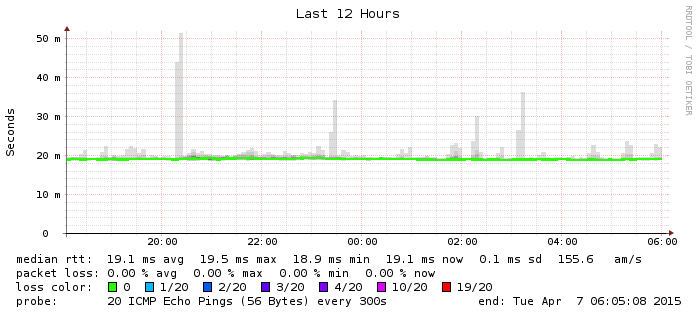 Last 12 Hours
RRDTOOL / TOBI OETIKER
Seconds
50 m
40 m
30 m
20 m
10 m
0
20:00 22:00 00:00 02:00 04:00 06:00
median rtt: 19.1 ms avg 19.5 ms max 18.9 ms min 19.1 ms now 0.1 ms sd 155.6 am/s
packet loss: 0.00 % avg 0.00 % max 0.00 % min 0.00 % now
loss color: 0 1/20 2/20 3/20 4/20 10/20 19/20
probe: 20 ICMP Echo Pings (56 Bytes) every 300s end: Tue Apr 7 06:05:08 2015